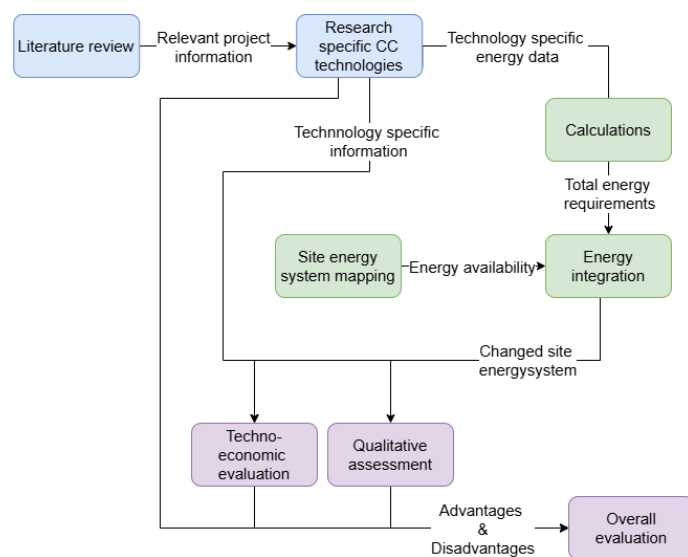 Literature review
Relevant project
information
Research
specific CC
technologies
Technology specific
energy data
Technnology specific
information
Calculations
Total energy
requirements
Site energy
system mapping
Energy availability
Energy
integration
Changed site
energysystem
Techno-
economic
evaluation
Qualitative
assessment
Advantages
&
Disadvantages
Overall
evaluation